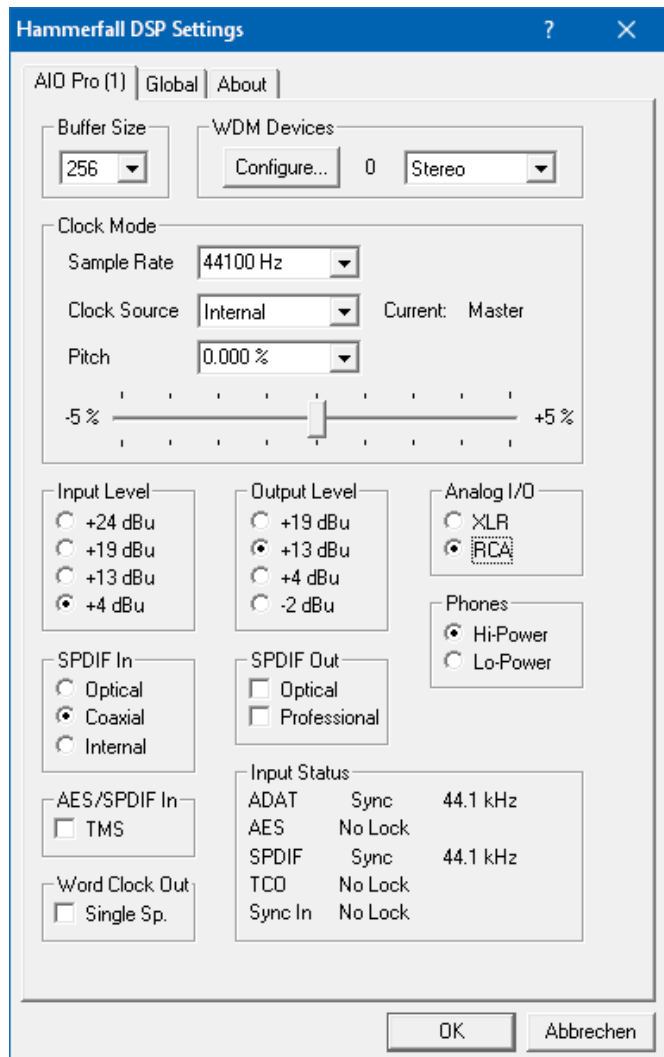 Hammerfall DSP Settings
AIO Pro (1) Global About
Buffer Size
256
WDM Devices
Configure... 0 Stereo
Clock Mode
Sample Rate 44100 Hz
Clock Source Internal Current: Master
Pitch 0.000 %
-5 % +5 %
Input Level
+24 dBu
+19 dBu
+13 dBu
+4 dBu
Output Level
+19 dBu
+13 dBu
+4 dBu
-2 dBu
Analog I/O
XLR
RCA
Phones
Hi-Power
Lo-Power
SPDIF In
Optical
Coaxial
Internal
SPDIF Out
Optical
Professional
AES/SPDIF In
TMS
Word Clock Out
Single Sp.
Input Status
ADAT Sync 44.1 kHz
AES No Lock
SPDIF Sync 44.1 kHz
TCO No Lock
Sync In No Lock
OK Abbrechen